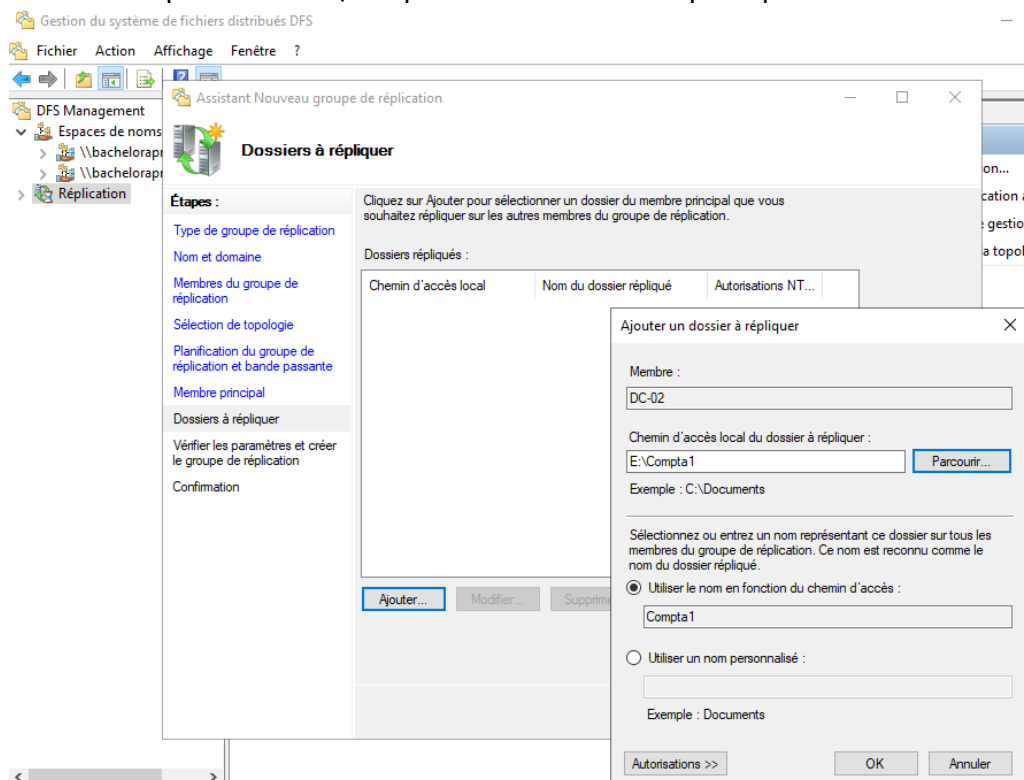 Gestion du système de fichiers distribués DFS
Fichier Action Affichage Fenêtre ?
DFS Management
Espaces de noms
\\bachelorapr
\\bachelorapr
Réplication
Assistant Nouveau groupe de réplication
Dossiers à répliquer
Étapes :
Type de groupe de réplication
Nom et domaine
Membres du groupe de
réplication
Sélection de topologie
Planification du groupe de
réplication et bande passante
Membre principal
Dossiers à répliquer
Vérifier les paramètres et créer
le groupe de réplication
Confirmation
Cliquez sur Ajouter pour sélectionner un dossier du membre principal que vous
souhaitez répliquer sur les autres membres du groupe de réplication.
Dossiers répliqués :
Chemin d'accès local Nom du dossier répliqué Autorisations NT...
Ajouter... Modifier... Supprime
on...
cation a
gestio
a topol
Ajouter un dossier à répliquer
Membre :
DC-02
Chemin d'accès local du dossier à répliquer :
E:\Compta1 Parcourir...
Exemple : C:\Documents
Sélectionnez ou entrez un nom représentant ce dossier sur tous les
membres du groupe de réplication. Ce nom est reconnu comme le
nom du dossier répliqué.
Utiliser le nom en fonction du chemin d'accès :
Compta1
Utiliser un nom personnalisé :
Exemple : Documents
Autorisations >> OK Annuler